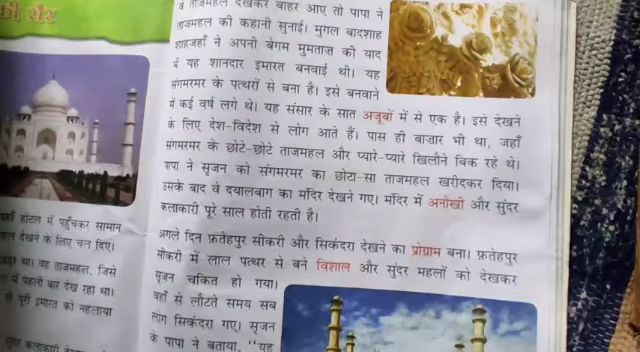 की सैर
वे ताजमहल देखकर बाहर आए तो पापा ने
ताजमहल की कहानी सुनाई। मुगल बादशाह
शाहजहाँ ने अपनी बेगम मुमताज़ की याद
में यह शानदार इमारत बनवाई थी। यह
संगमरमर के पत्थरों से बना है। इसे बनवाने
में कई वर्ष लगे थे। यह संसार के सात अजूबों में से एक है। इसे देखने
के लिए देश-विदेश से लोग आते हैं। पास ही बाज़ार भी था, जहाँ
संगमरमर के छोटे-छोटे ताजमहल और प्यारे-प्यारे खिलौने बिक रहे थे।
पापा ने सृजन को संगमरमर का छोटा-सा ताजमहल खरीदकर दिया।
उसके बाद वे दयालबाग का मंदिर देखने गए। मंदिर में अनोखी और सुंदर
कलाकारी पूरे साल होती रहती है।
अगले दिन फ़तेहपुर सीकरी और सिकंदरा देखने का प्रोग्राम बना। फ़तेहपुर
सीकरी में लाल पत्थर से बने विशाल और सुंदर महलों को देखकर
सृजन चकित हो गया।
वहाँ से लौटते समय सब
लोग सिकंदरा गए। सृजन
के पापा ने बताया, "यह
होटल में पहुँचकर सामान
देखने के लिए चल दिए।
था। वह ताजमहल, जिसे
में पहली बार देख रहा था।
से पूरी इमारत को नहलाया
सुंदर कलाकारी